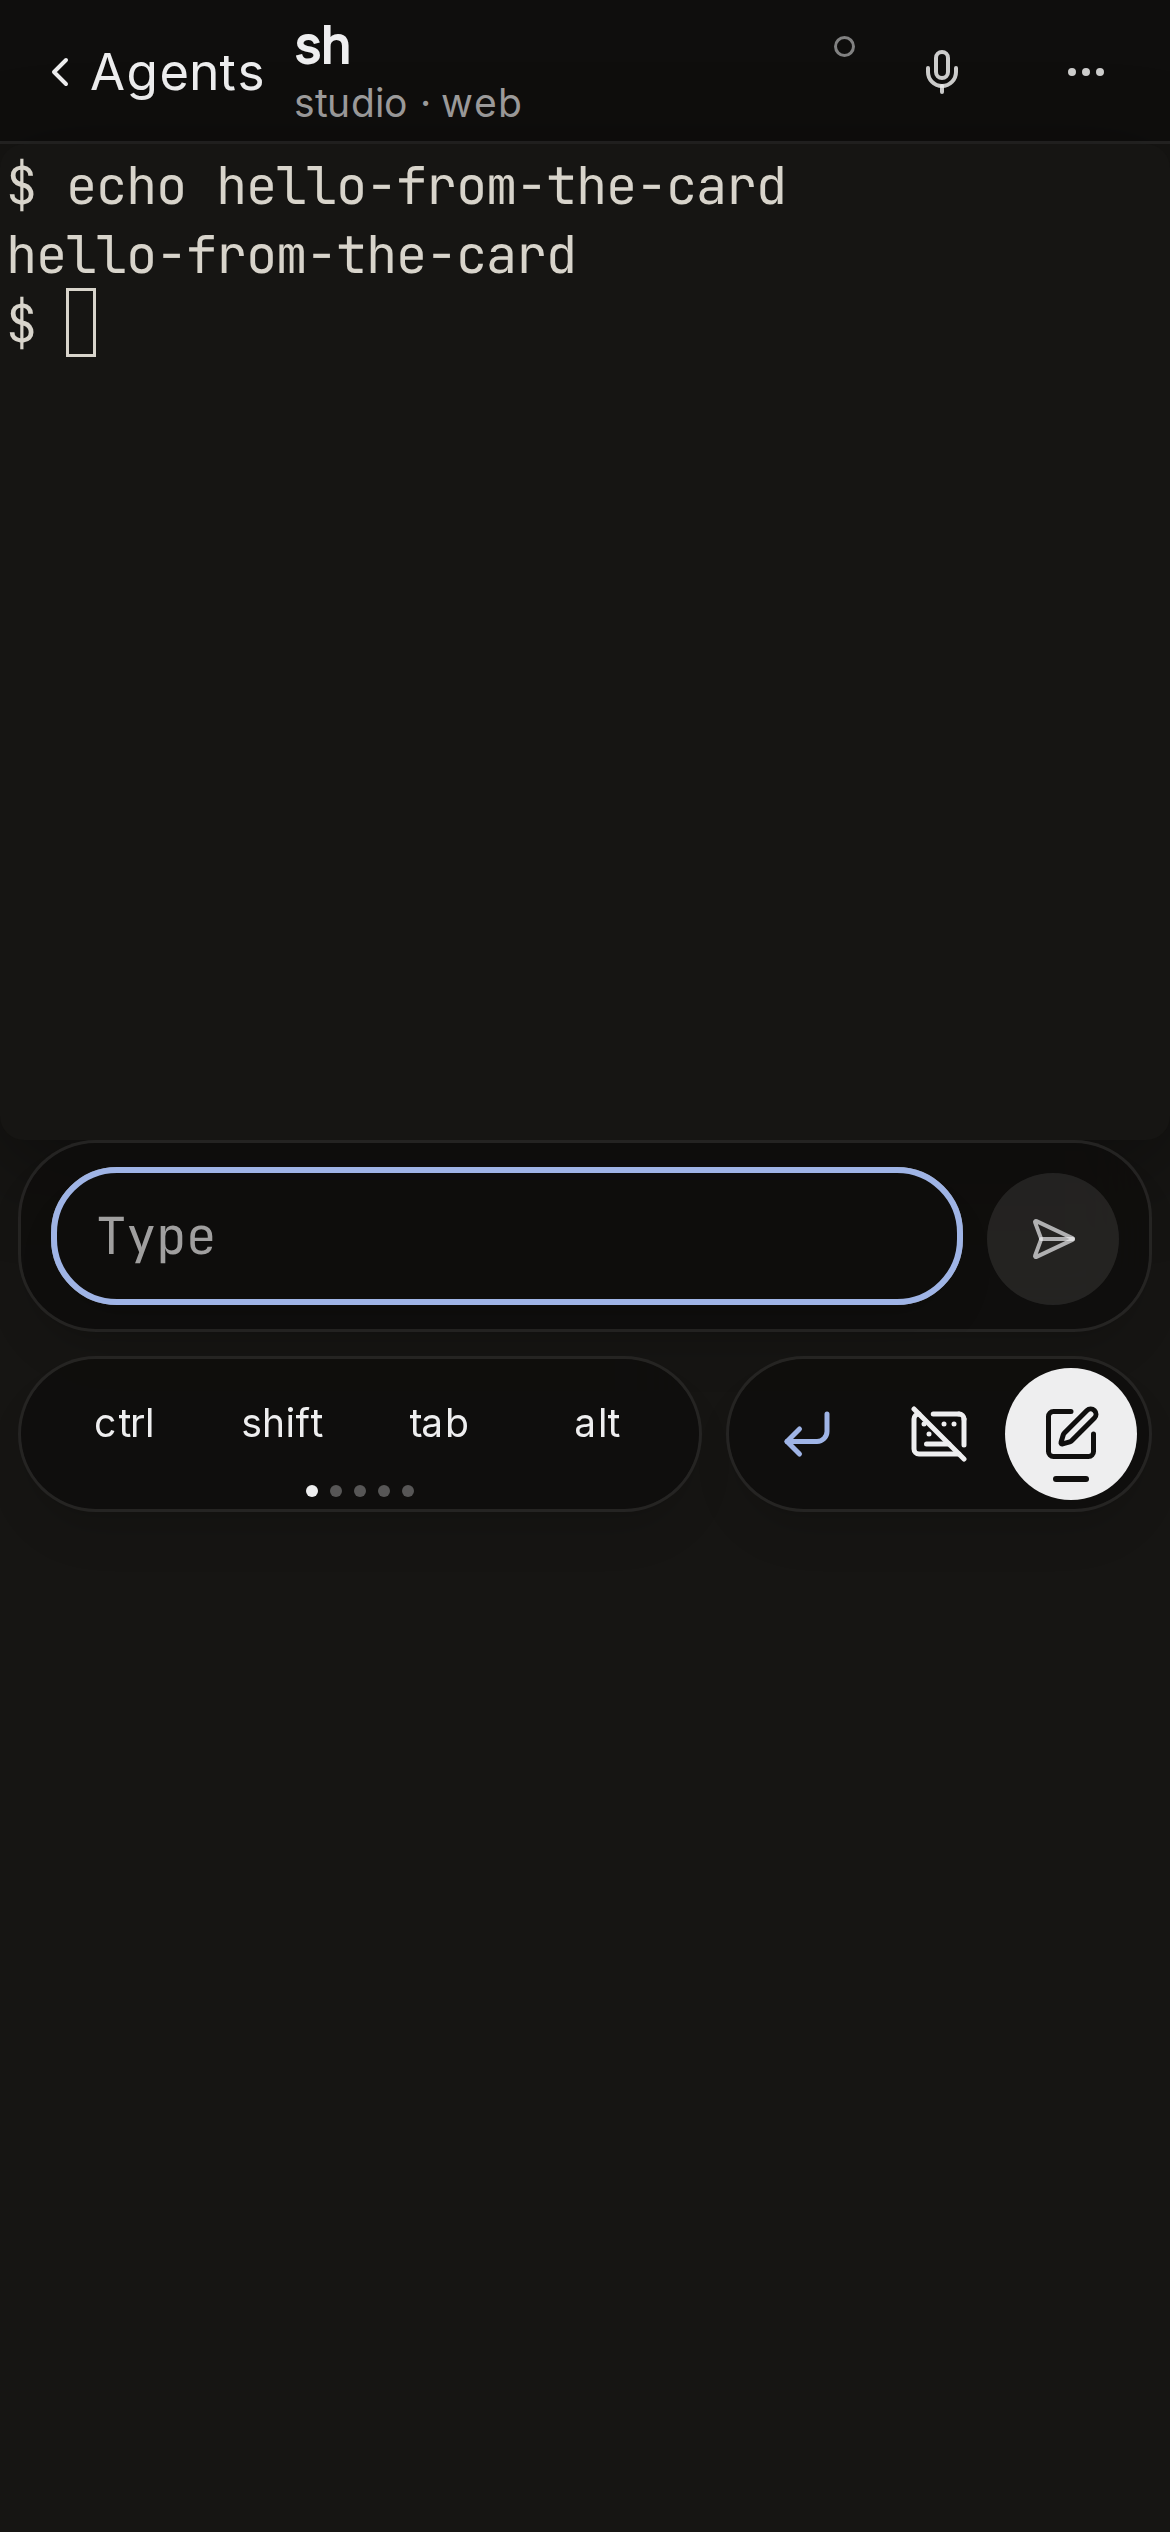 Agents
sh
studio · web
$ echo hello-from-the-card
hello-from-the-card
$
Type
ctrl shift tab alt